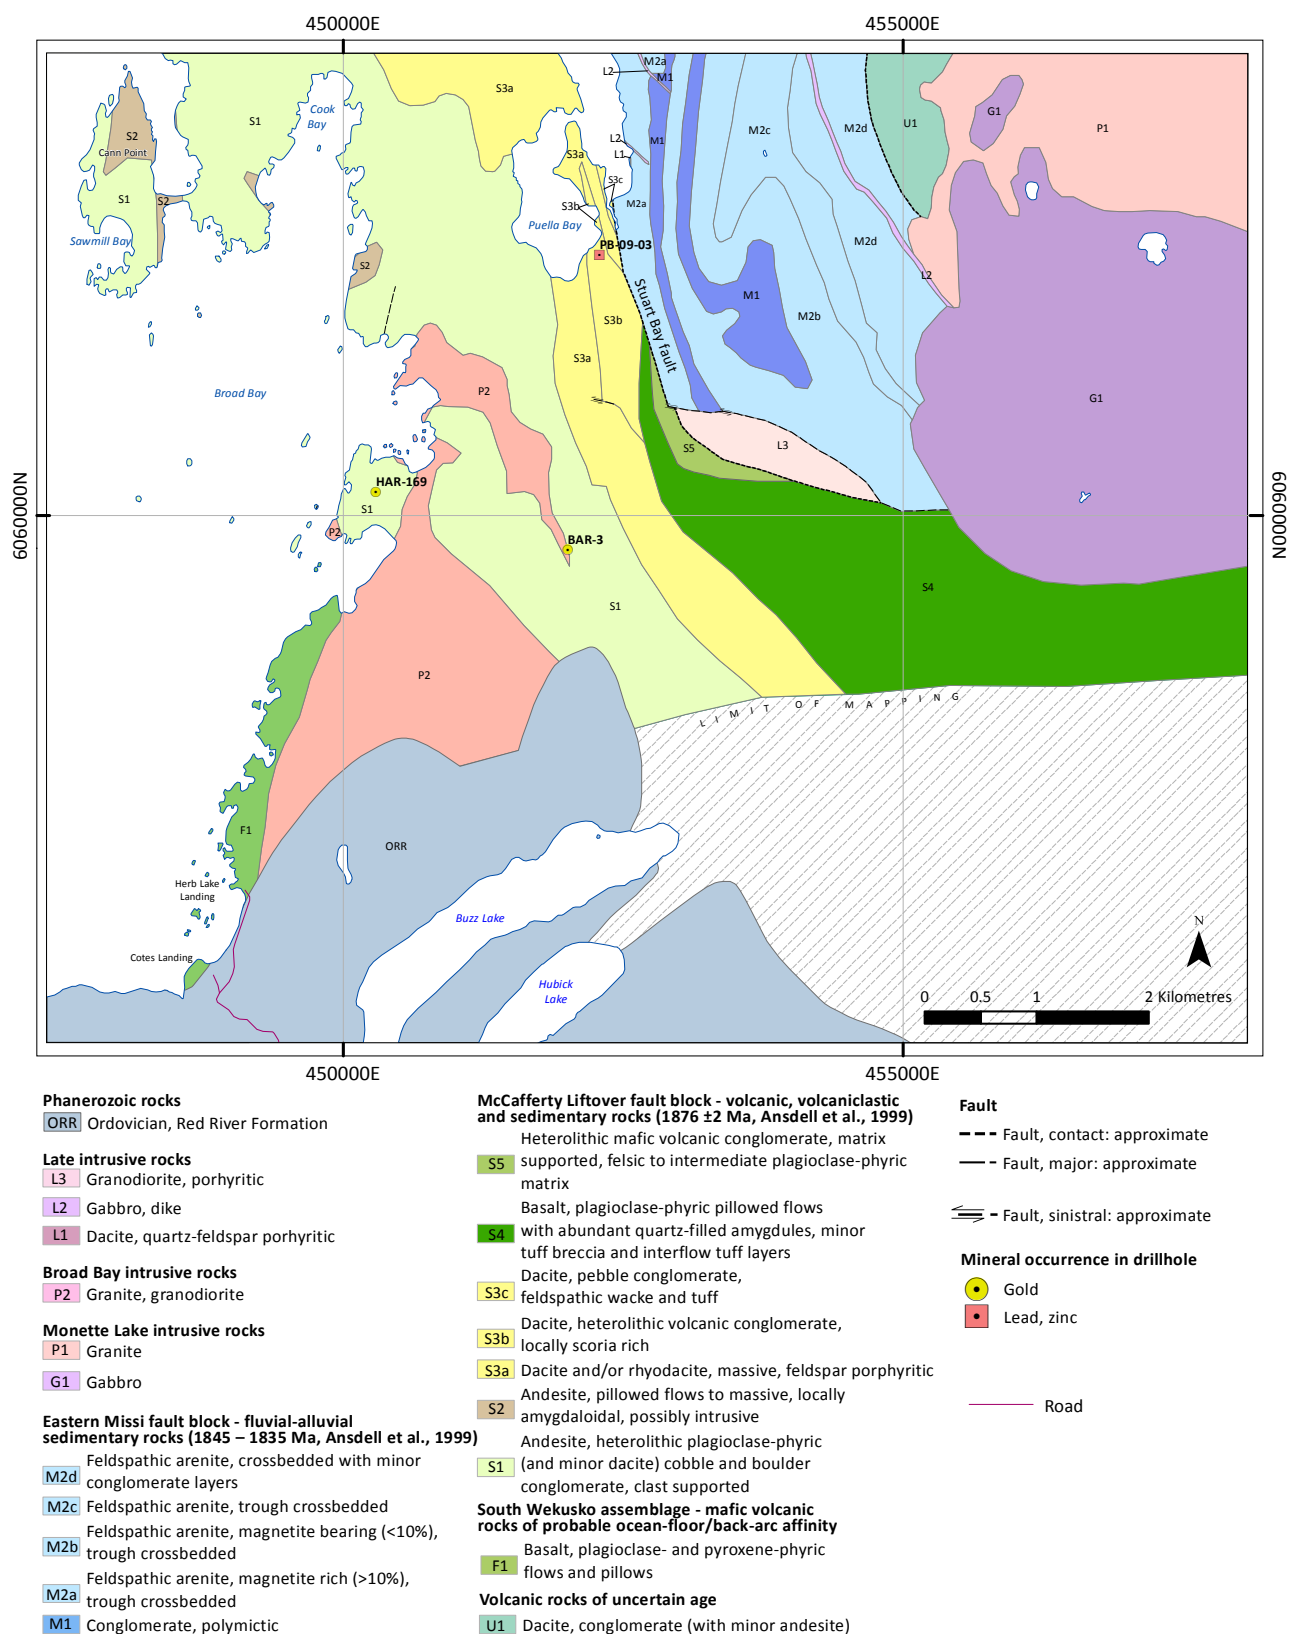 450000E
455000E
M2a
L2
M1
S3a
Cook
Bay
G1
S1
M2c
M2d
U1
P1
S2
L2
M1
Cann Point
S3a
L1
S3c
S1
S2
S3b
M2a
Puella Bay
Sawmill Bay
M2d
PB-09-03
S2
L2
Stuart Bay fault
M1
S3b
M2b
S3a
Broad Bay
P2
G1
S5
L3
HAR-169
6060000N
6060000N
S1
P2
BAR-3
S4
S1
P2
LIMIT OF MAPPING
F1
ORR
Herb Lake
Landing
Buzz Lake
N
Cotes Landing
Hubick
Lake
0 0.5 1 2 Kilometres
450000E
455000E
Phanerozoic rocks
ORR Ordovician, Red River Formation
Late intrusive rocks
L3 Granodiorite, porhyritic
L2 Gabbro, dike
L1 Dacite, quartz-feldspar porhyritic
Broad Bay intrusive rocks
P2 Granite, granodiorite
Monette Lake intrusive rocks
P1 Granite
G1 Gabbro
Eastern Missi fault block - fluvial-alluvial
sedimentary rocks (1845 – 1835 Ma, Ansdell et al., 1999)
Feldspathic arenite, crossbedded with minor
M2d
conglomerate layers
M2c Feldspathic arenite, trough crossbedded
Feldspathic arenite, magnetite bearing (<10%),
M2b
trough crossbedded
Feldspathic arenite, magnetite rich (>10%),
M2a
trough crossbedded
M1 Conglomerate, polymictic
McCafferty Liftover fault block - volcanic, volcaniclastic
and sedimentary rocks (1876 ±2 Ma, Ansdell et al., 1999)
Heterolithic mafic volcanic conglomerate, matrix
S5 supported, felsic to intermediate plagioclase-phyric
matrix
Basalt, plagioclase-phyric pillowed flows
S4 with abundant quartz-filled amygdules, minor
tuff breccia and interflow tuff layers
Dacite, pebble conglomerate,
S3c
feldspathic wacke and tuff
Dacite, heterolithic volcanic conglomerate,
S3b
locally scoria rich
S3a Dacite and/or rhyodacite, massive, feldspar porphyritic
Andesite, pillowed flows to massive, locally
S2
amygdaloidal, possibly intrusive
Andesite, heterolithic plagioclase-phyric
S1 (and minor dacite) cobble and boulder
conglomerate, clast supported
South Wekusko assemblage - mafic volcanic
rocks of probable ocean-floor/back-arc affinity
Basalt, plagioclase- and pyroxene-phyric
F1
flows and pillows
Volcanic rocks of uncertain age
U1 Dacite, conglomerate (with minor andesite)
Fault
Fault, contact: approximate
Fault, major: approximate
Fault, sinistral: approximate
Mineral occurrence in drillhole
Gold
Lead, zinc
Road